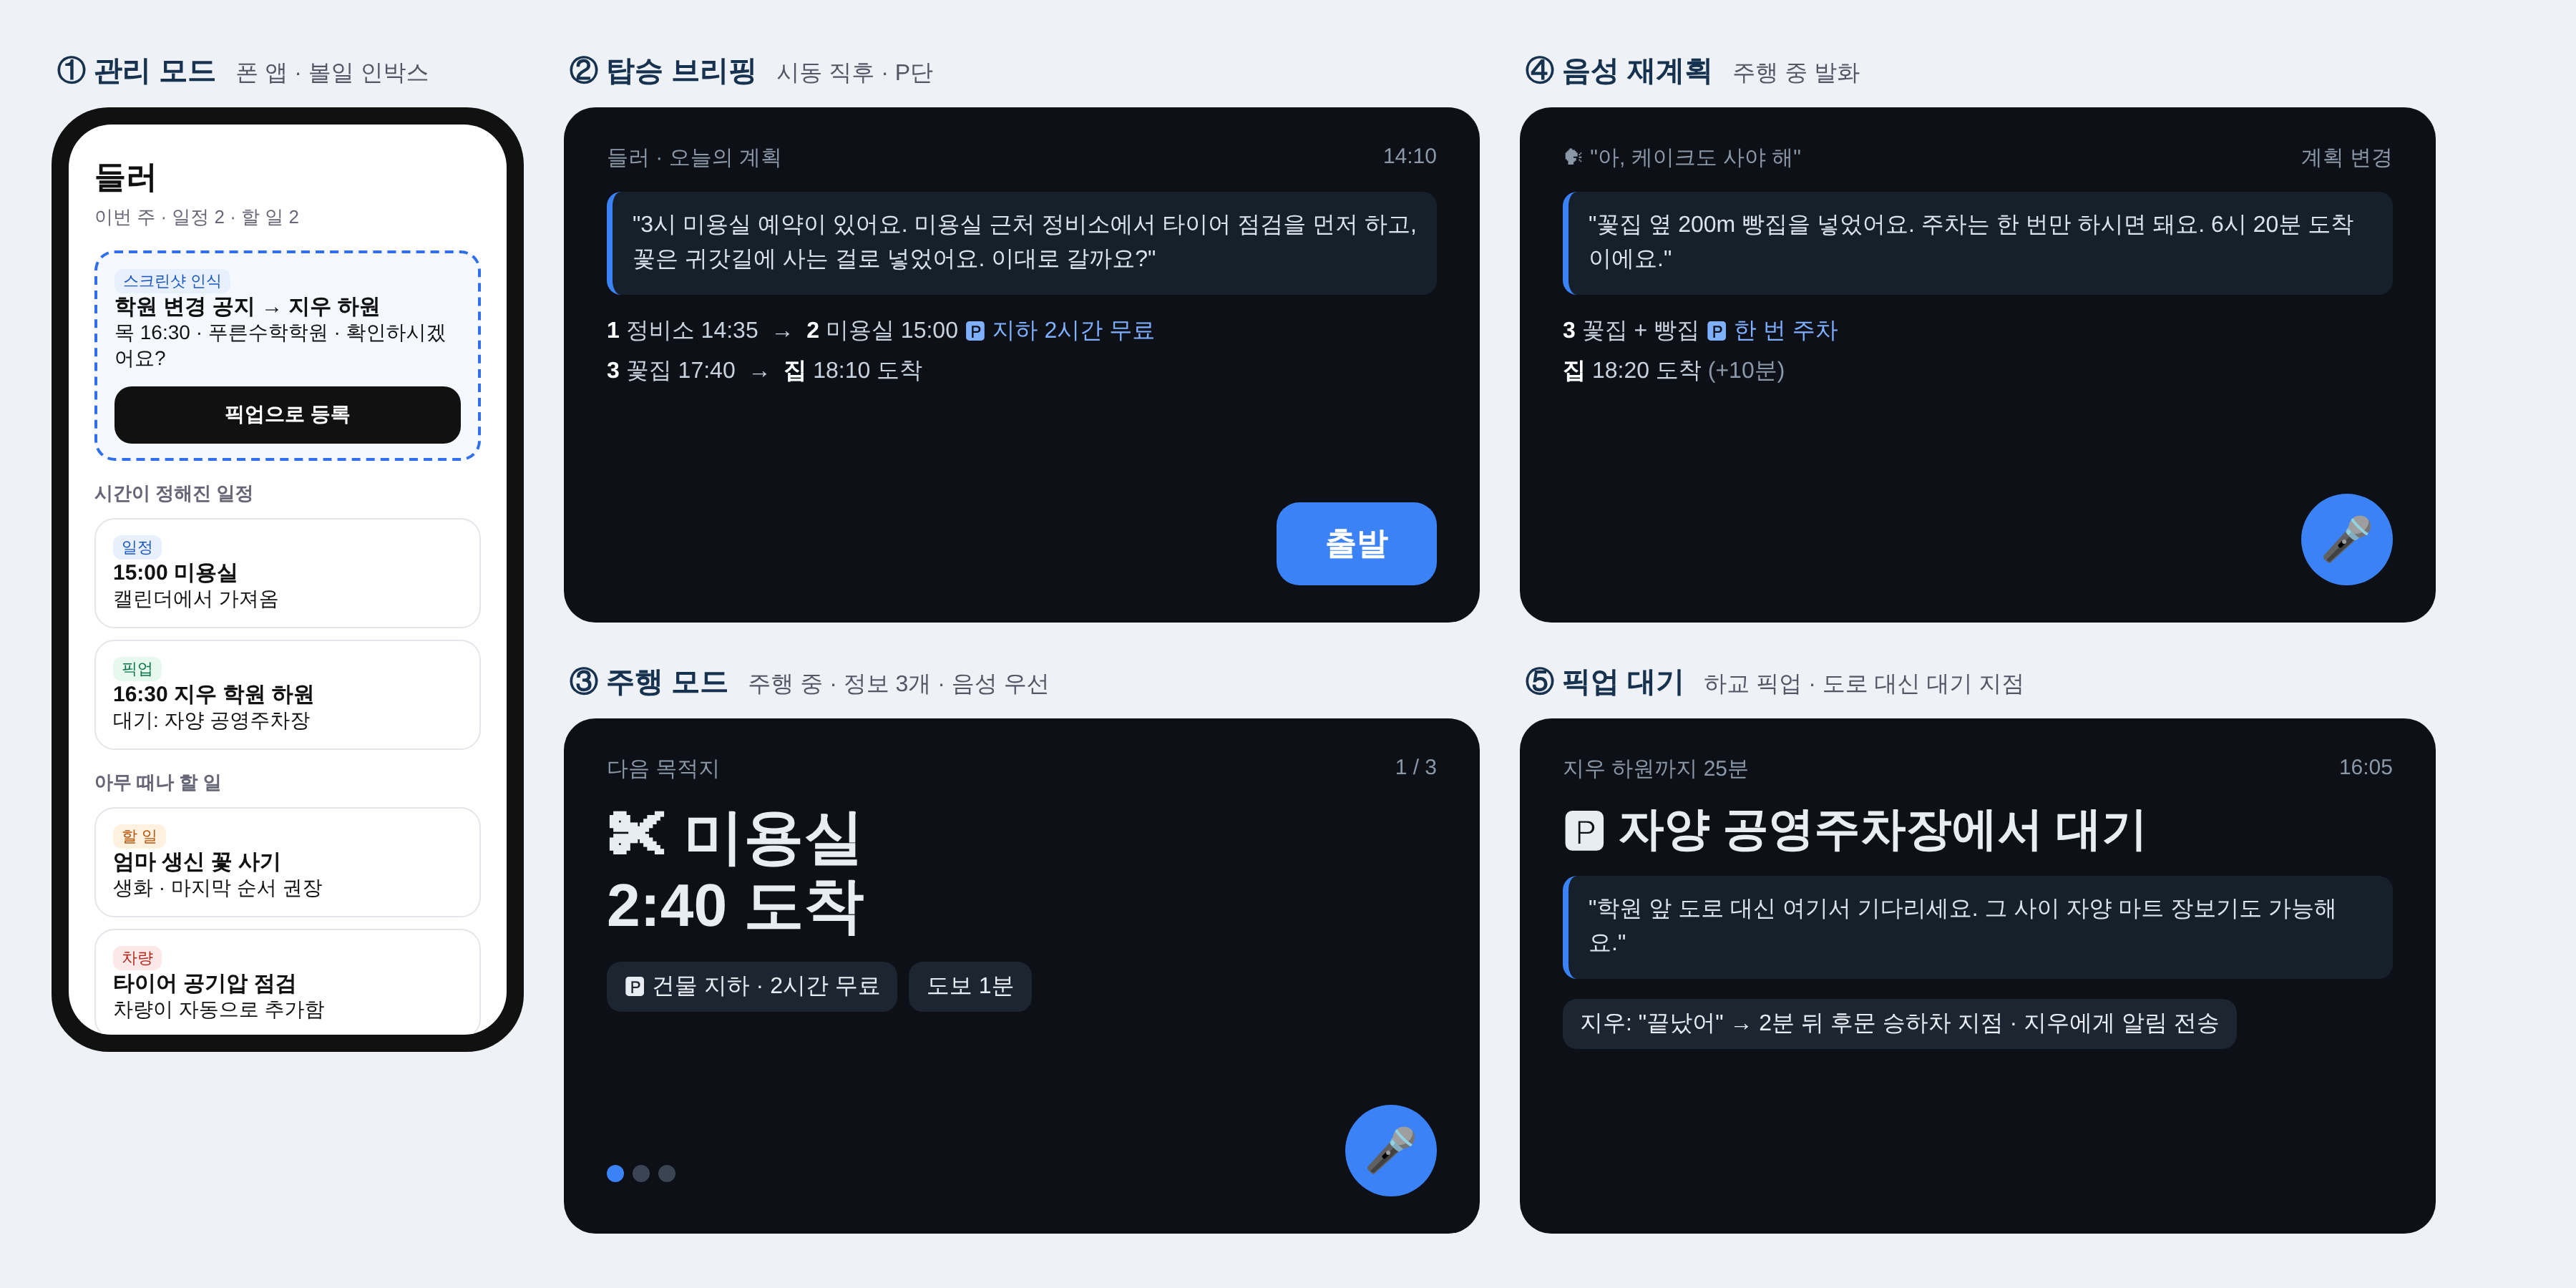 ① 관리 모드 폰 앱 · 볼일 인박스
들러
이번 주 · 일정 2 · 할 일 2
스크린샷 인식
학원 변경 공지 → 지우 하원
목 16:30 · 푸른수학학원 · 확인하시겠
어요?
픽업으로 등록
시간이 정해진 일정
일정
15:00 미용실
캘린더에서 가져옴
픽업
16:30 지우 학원 하원
대기: 자양 공영주차장
아무 때나 할 일
할 일
엄마 생신 꽃 사기
생화 · 마지막 순서 권장
차량
타이어 공기압 점검
차량이 자동으로 추가함
② 탑승 브리핑 시동 직후 · P단
들러 · 오늘의 계획 14:10
"3시 미용실 예약이 있어요. 미용실 근처 정비소에서 타이어 점검을 먼저 하고,
꽃은 귀갓길에 사는 걸로 넣었어요. 이대로 갈까요?"
1 정비소 14:35 → 2 미용실 15:00 🅿 지하 2시간 무료
3 꽃집 17:40 → 집 18:10 도착
출발
③ 주행 모드 주행 중 · 정보 3개 · 음성 우선
다음 목적지 1 / 3
✂ 미용실
2:40 도착
🅿 건물 지하 · 2시간 무료 도보 1분
④ 음성 재계획 주행 중 발화
🗣 "아, 케이크도 사야 해" 계획 변경
"꽃집 옆 200m 빵집을 넣었어요. 주차는 한 번만 하시면 돼요. 6시 20분 도착
이에요."
3 꽃집 + 빵집 🅿 한 번 주차
집 18:20 도착 (+10분)
⑤ 픽업 대기 하교 픽업 · 도로 대신 대기 지점
지우 하원까지 25분 16:05
🅿 자양 공영주차장에서 대기
"학원 앞 도로 대신 여기서 기다리세요. 그 사이 자양 마트 장보기도 가능해
요."
지우: "끝났어" → 2분 뒤 후문 승하차 지점 · 지우에게 알림 전송